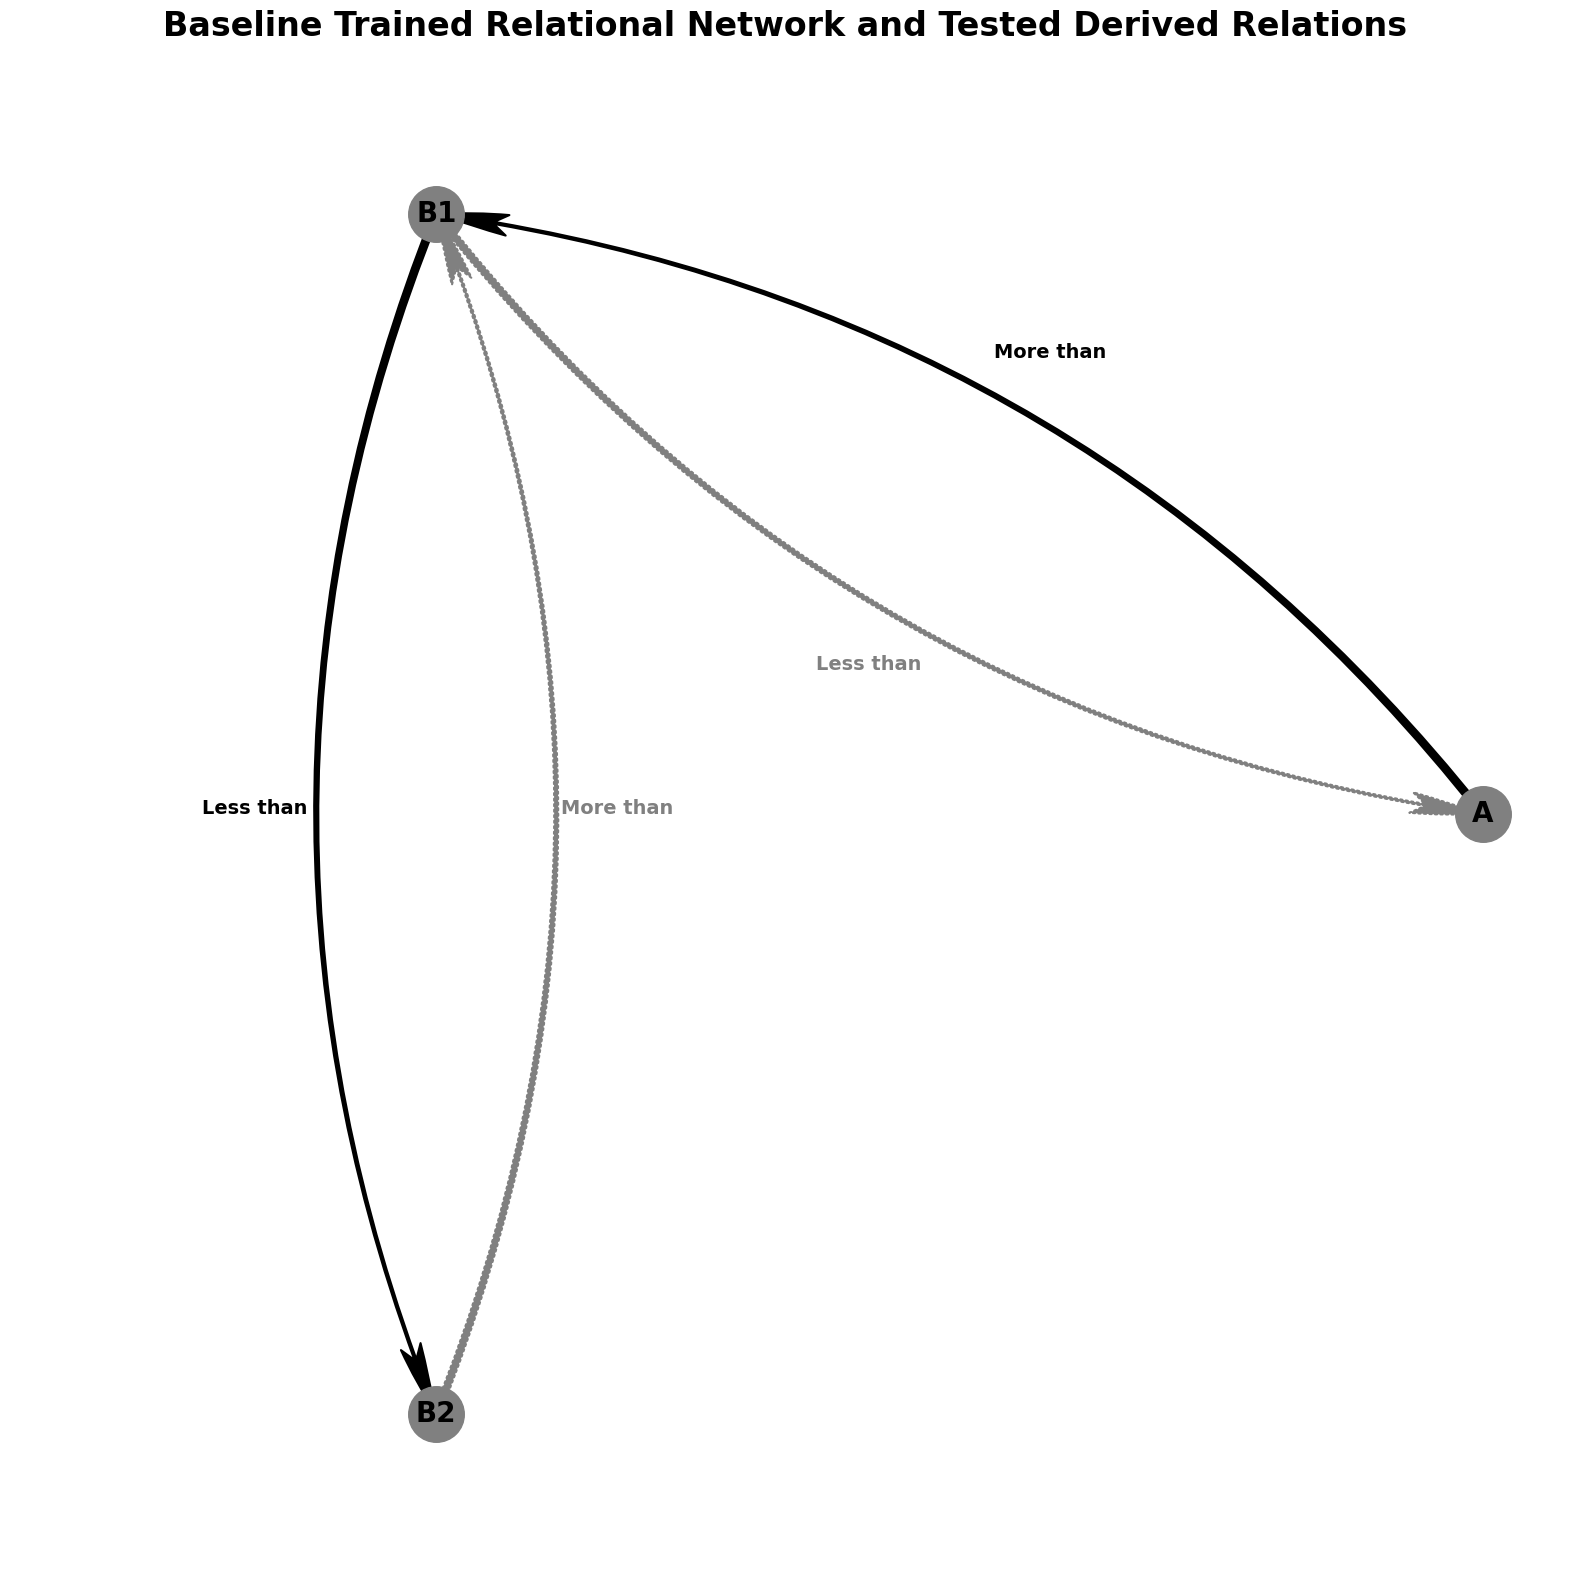 Baseline Trained Relational Network and Tested Derived Relations
B1
More than
Less than
Less than
More than
A
B2